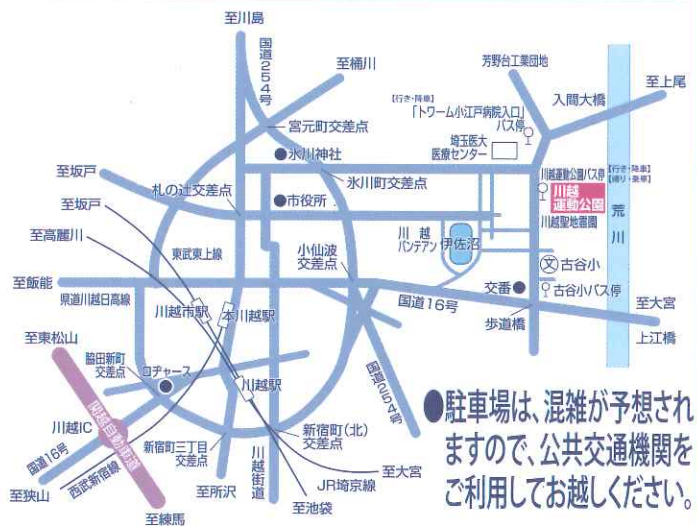 至川島
国道254号
至桶川
芳野台工業団地
至上尾
入間大橋
【行き・降車】
「トワーム小江戸病院入口」
バス停
宮元町交差点
埼玉医大
医療センター
氷川神社
至坂戸
札の辻交差点
氷川町交差点
川越運動公園バス停
【行き・降車】
【帰り・乗車】
川越
運動公園
荒川
至坂戸
市役所
川越聖地霊園
至高麗川
東武東上線
小仙波
交差点
川越
パンテアン
伊佐沼
文
古谷小
至飯能
県道川越日高線
国道16号
交番
古谷小バス停
至大宮
川越市駅
本川越駅
歩道橋
上江橋
至東松山
脇田新町
交差点
コヂャース
川越駅
国道254号
関越自動車道
川越IC
国道16号
新宿町(北)
交差点
新宿町三丁目
交差点
川越街道
西武新宿線
至狭山
至所沢
JR埼京線
至大宮
至池袋
至練馬
●駐車場は、混雑が予想され
ますので、公共交通機関を
ご利用してお越しください。